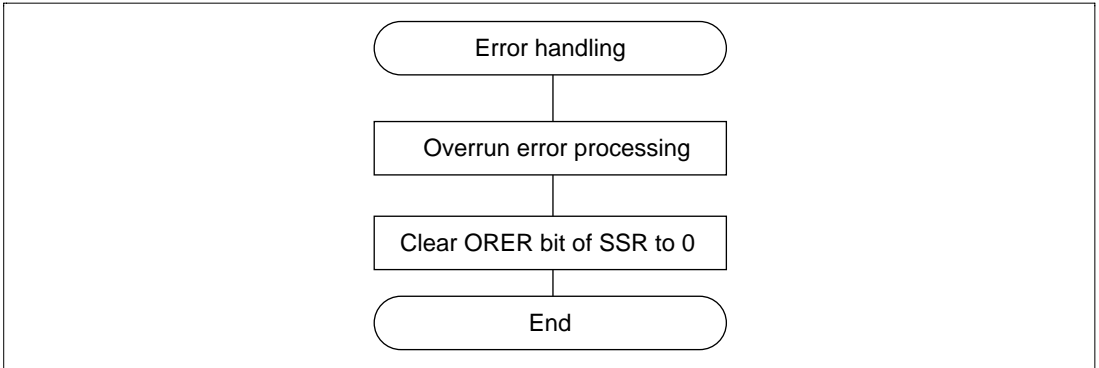 Error handling
Overrun error processing
Clear ORER bit of SSR to 0
End